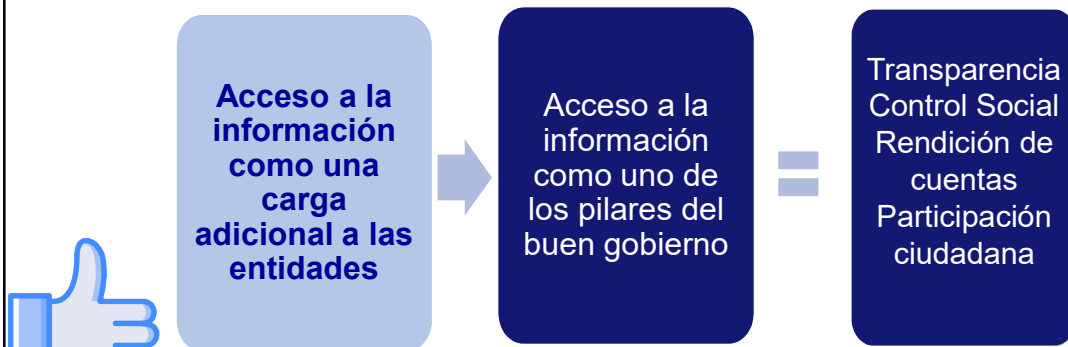 Acceso a la
información
como una
carga
adicional a las
entidades
Acceso a la
información
como uno de
los pilares del
buen gobierno
Transparencia
Control Social
Rendición de
cuentas
Participación
ciudadana